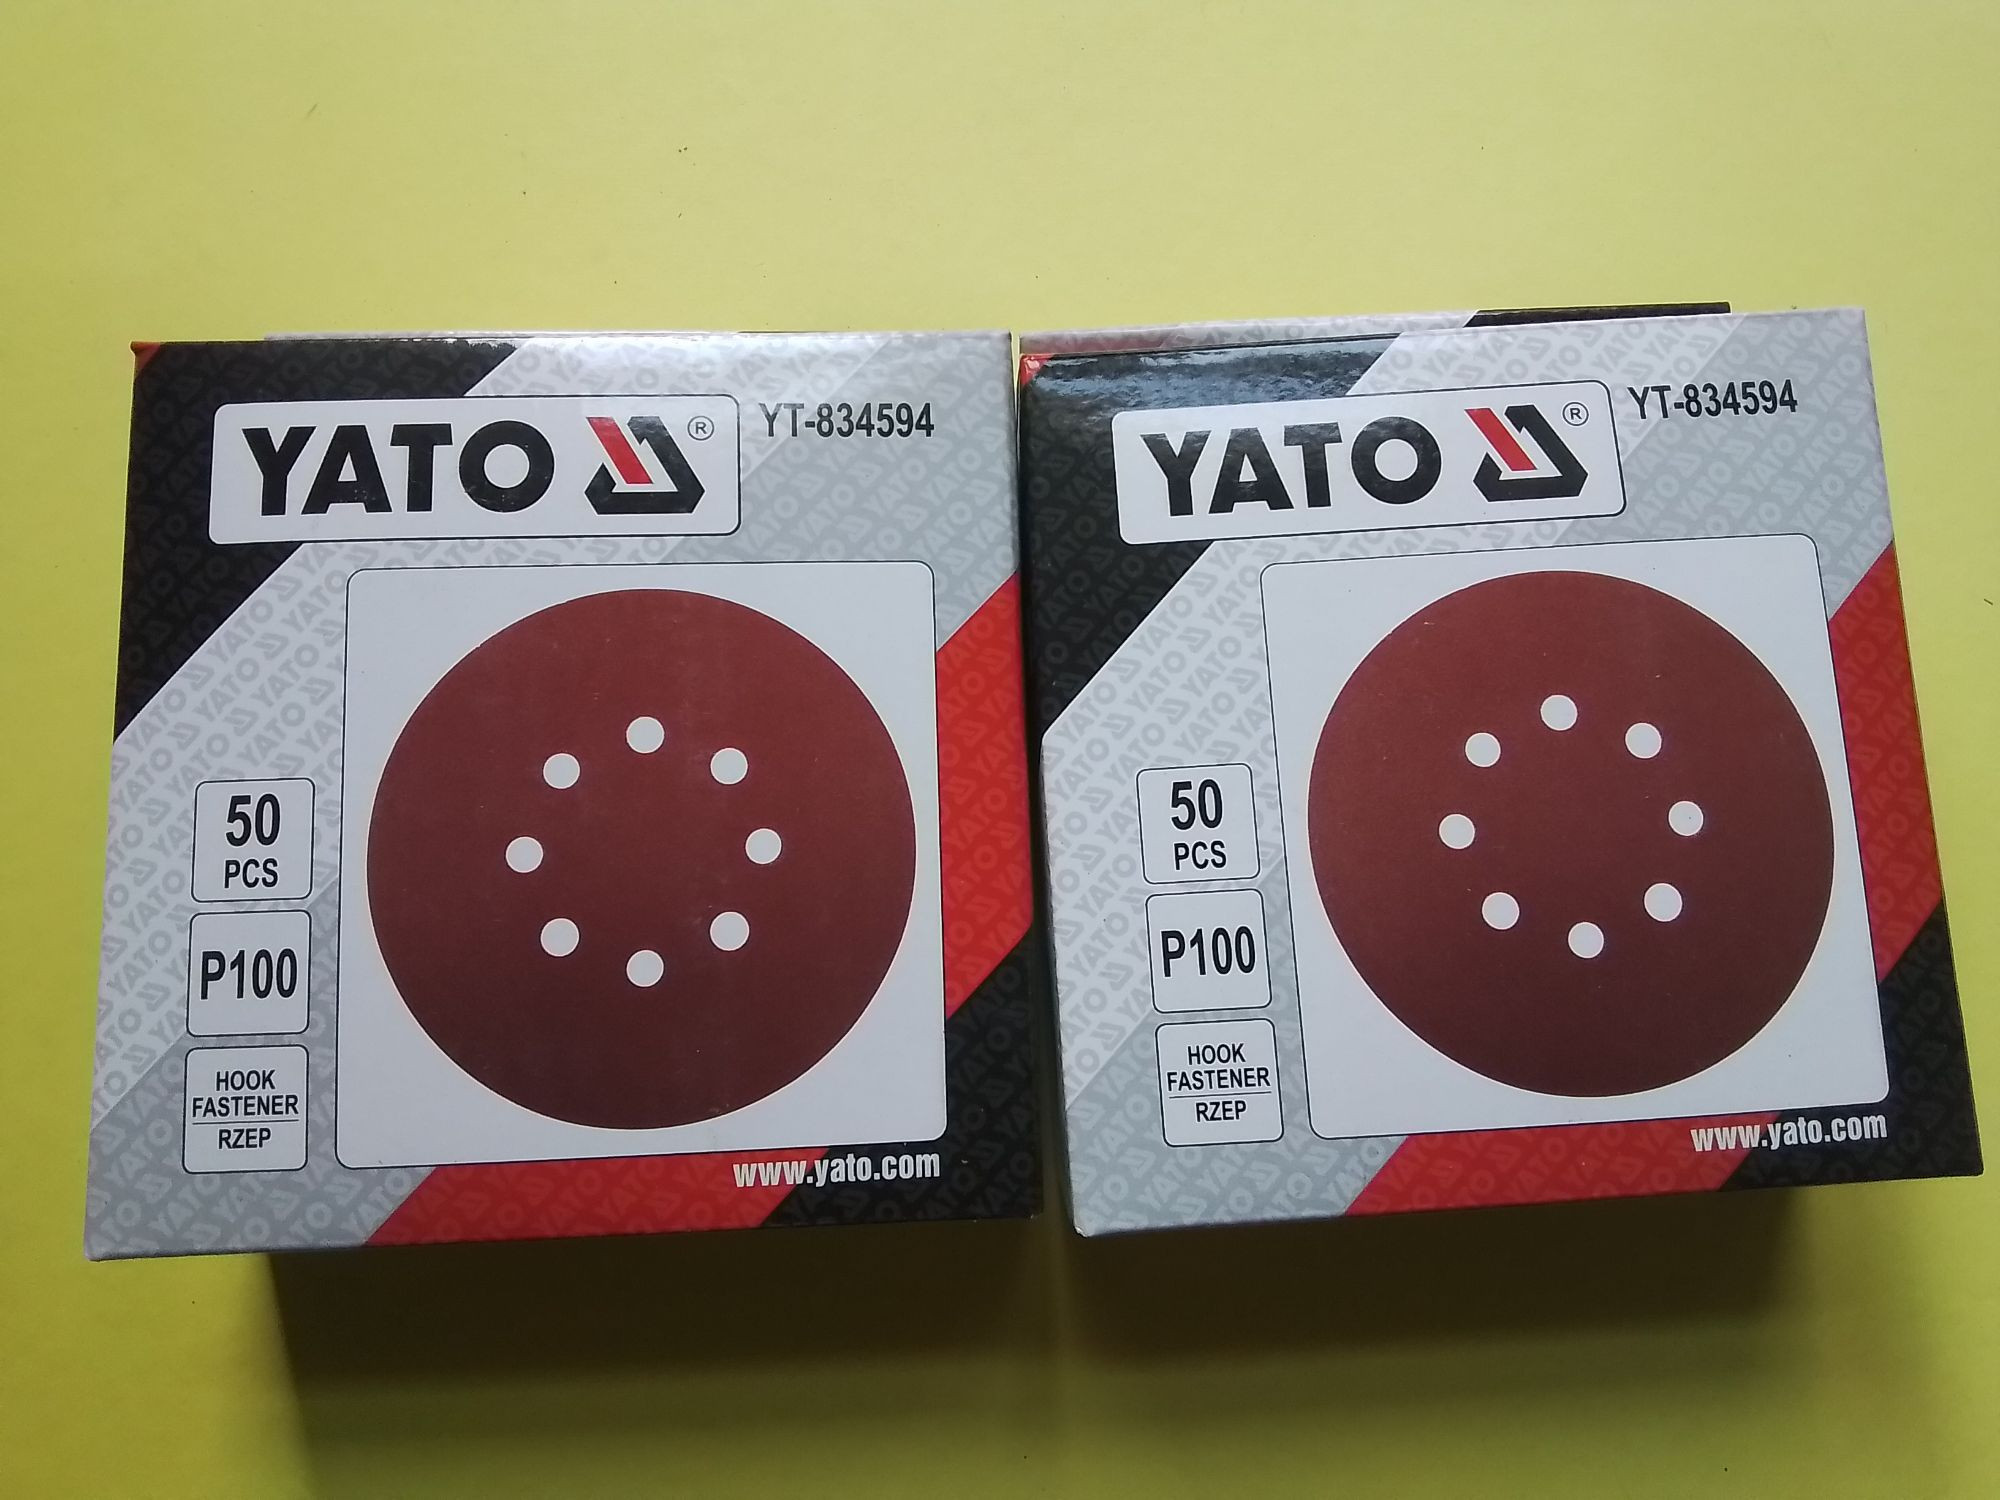 YATO ®
YT-834594
50
PCS
P100
HOOK
FASTENER
RZEP
www.yato.com
YATO ®
YT-834594
50
PCS
P100
HOOK
FASTENER
RZEP
www.yato.com